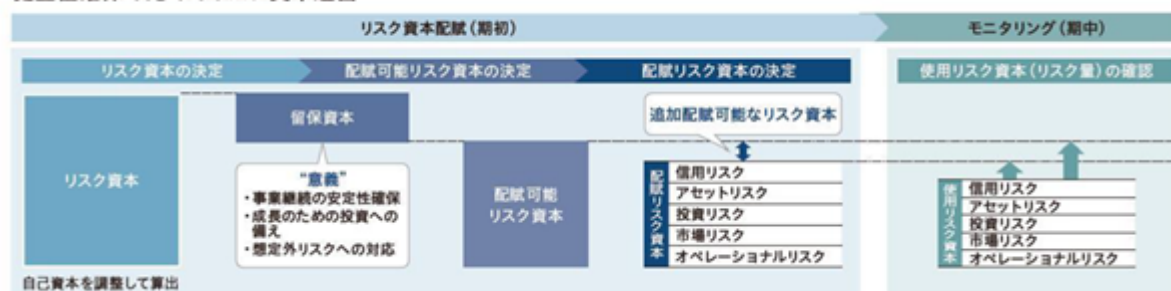 リスク資本配賦（期初）
モニタリング（期中）
リスク資本の決定
配賦可能リスク資本の決定
配賦リスク資本の決定
使用リスク資本（リスク量）の確認
リスク資本
留保資本
“意義”
・事業継続の安定性確保
・成長のための投資への
備え
・想定外リスクへの対応
配賦可能
リスク資本
追加配賦可能なリスク資本
配賦リスク資本
信用リスク
アセットリスク
投資リスク
市場リスク
オペレーショナルリスク
使用リスク資本
信用リスク
アセットリスク
投資リスク
市場リスク
オペレーショナルリスク
自己資本を調整して算出